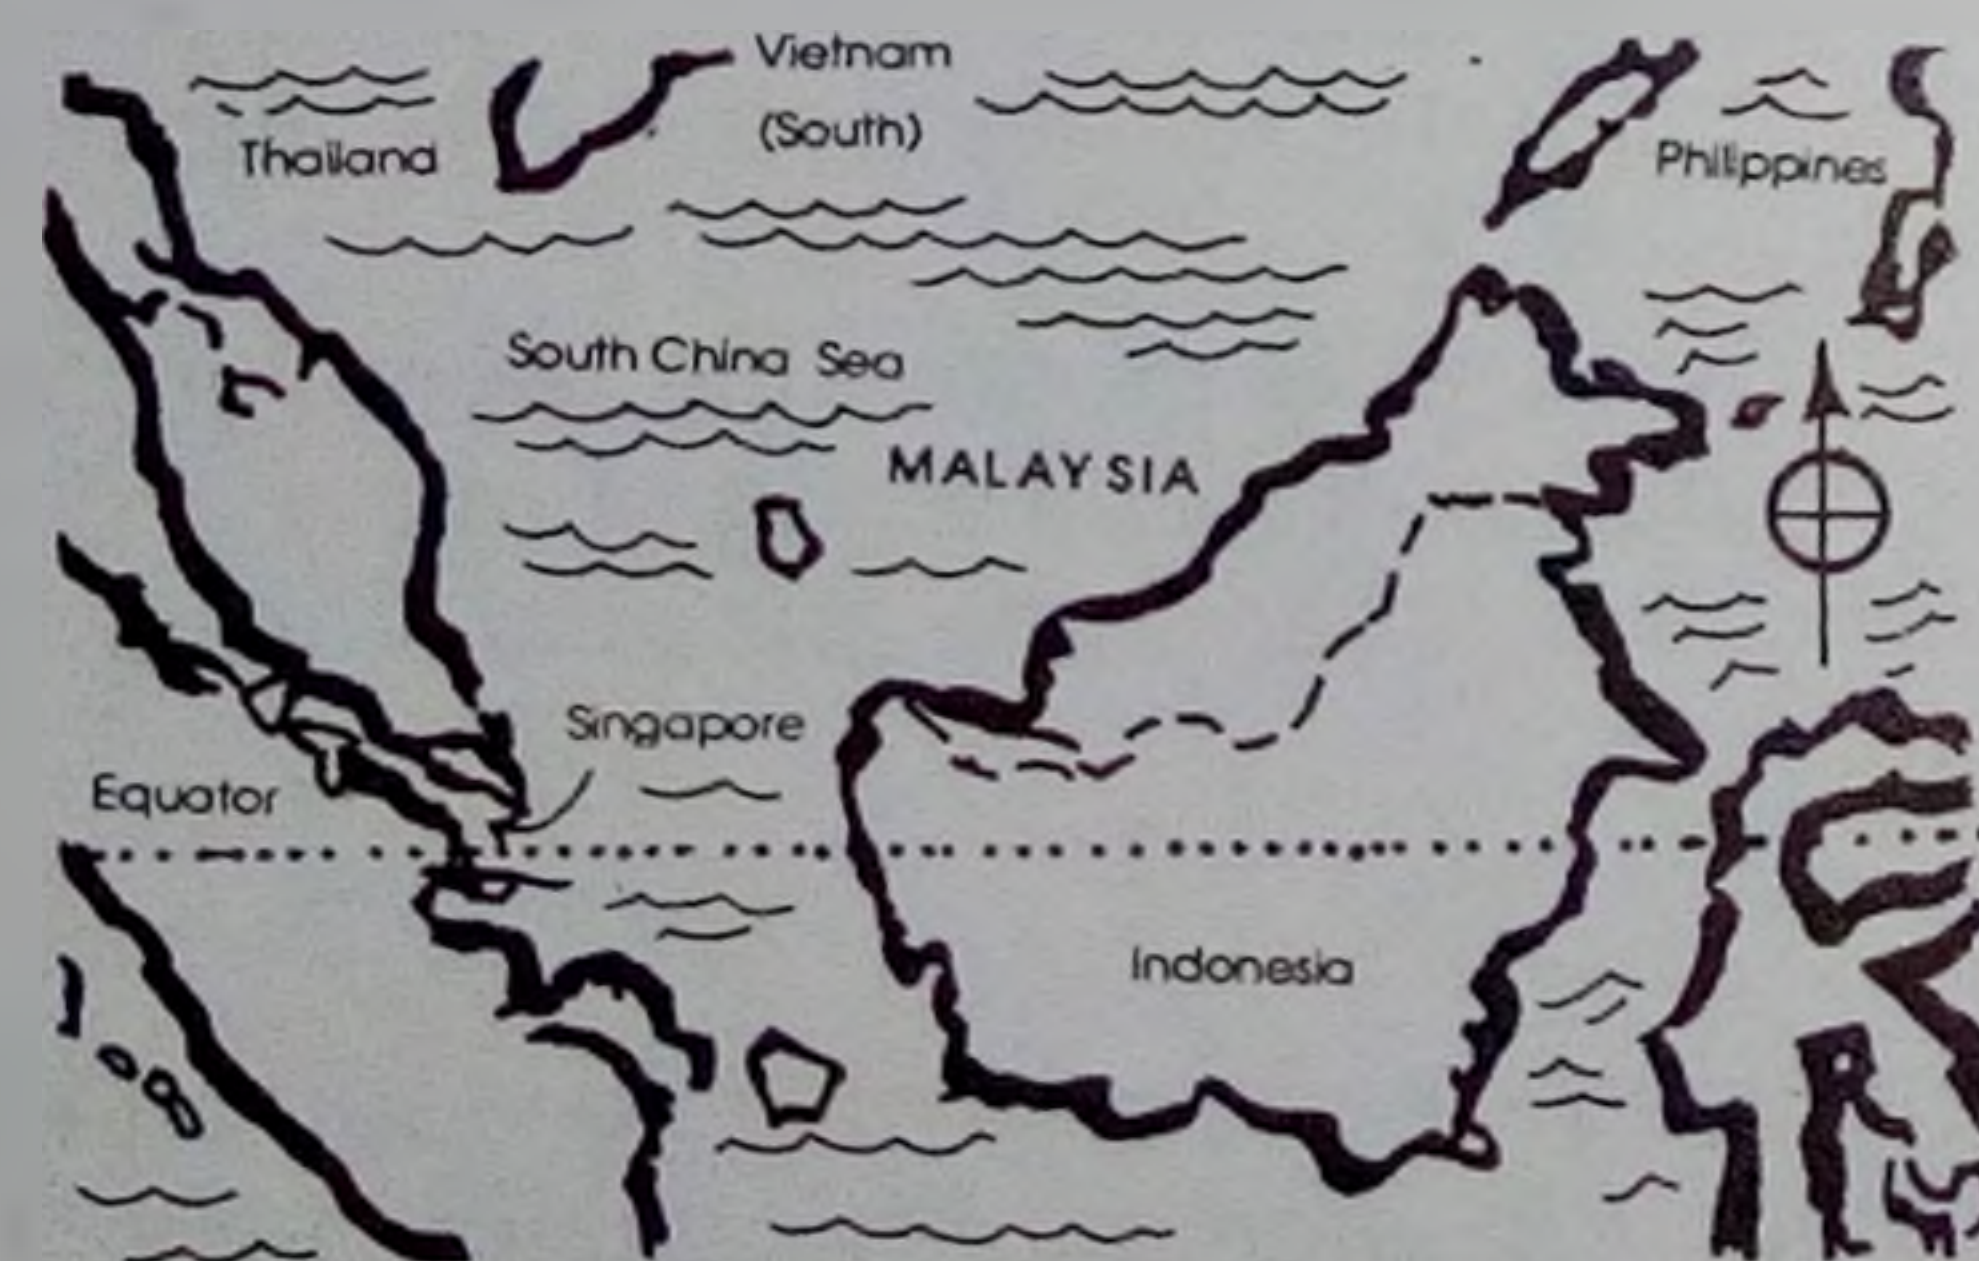 Vietnam
(South)
Thailand
Philippines
South China Sea
MALAYSIA
Singapore
Equator
Indonesia